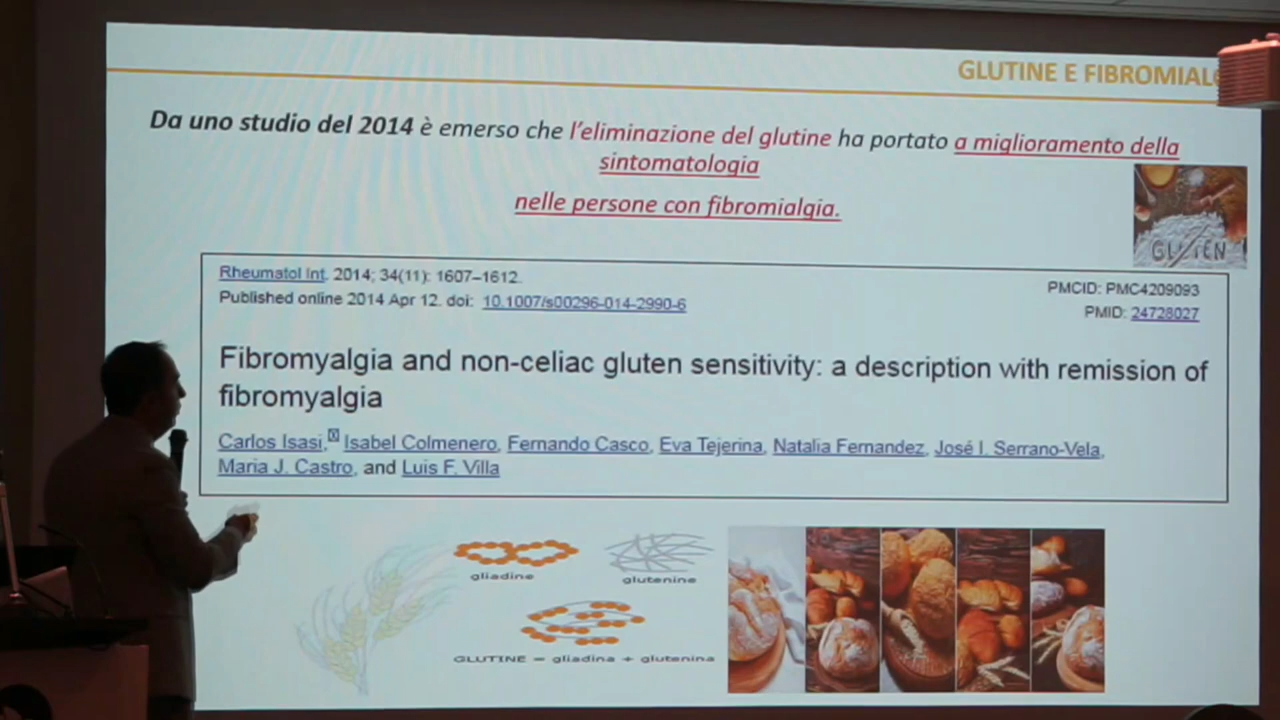 GLUTINE E FIBROMIAL
Da uno studio del 2014 è emerso che l'eliminazione del glutine ha portato a miglioramento della
sintomatologia
nelle persone con fibromialgia.
GLUTEN
Rheumatol Int. 2014; 34(11): 1607–1612.
Published online 2014 Apr 12. doi: 10.1007/s00296-014-2990-6
PMCID: PMC4209093
PMID: 24728027
Fibromyalgia and non-celiac gluten sensitivity: a description with remission of
fibromyalgia
Carlos Isasi, Isabel Colmenero, Fernando Casco, Eva Tejerina, Natalia Fernandez, José I. Serrano-Vela,
Maria J. Castro, and Luis F. Villa
gliadine
glutenine
GLUTINE = gliadina + glutenina